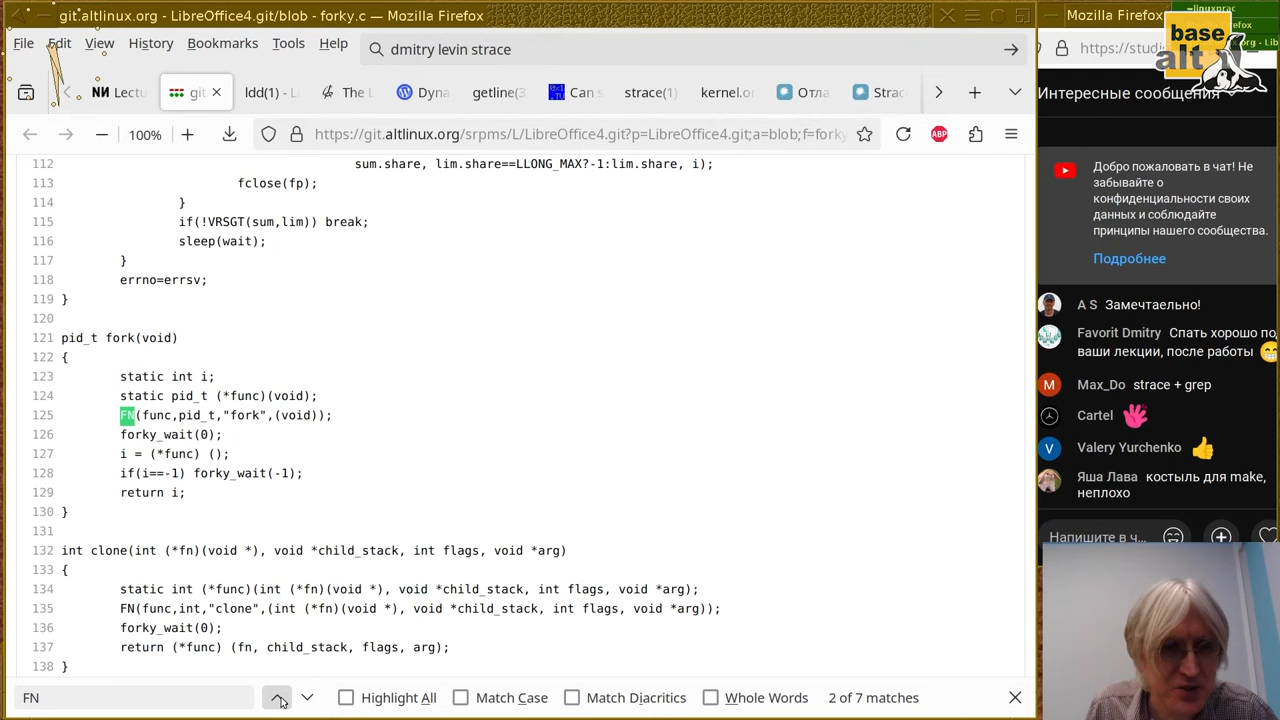 git.altlinux.org - LibreOffice4.git/blob - forky.c — Mozilla Firefox
Mozilla Firefox
File Edit View History Bookmarks Tools Help
dmitry levin strace
base
alt
Lectu
git
ldd(1) - L
The L
Dyna
getline(3
Can s
strace(1)
kernel.o
Отла
Strac
100%
https://git.altlinux.org/srpms/L/LibreOffice4.git?p=LibreOffice4.git;a=blob;f=forky
https://stud
Интересные сообщения
112 sum.share, lim.share==LLONG_MAX?-1:lim.share, i);
113 fclose(fp);
114 }
115 if(!VRSGT(sum,lim)) break;
116 sleep(wait);
117 }
118 errno=errsv;
119 }
120
121 pid_t fork(void)
122 {
123 static int i;
124 static pid_t (*func)(void);
125 FN(func,pid_t,"fork",(void));
126 forky_wait(0);
127 i = (*func) ();
128 if(i==-1) forky_wait(-1);
129 return i;
130 }
131
132 int clone(int (*fn)(void *), void *child_stack, int flags, void *arg)
133 {
134 static int (*func)(int (*fn)(void *), void *child_stack, int flags, void *arg);
135 FN(func,int,"clone",(int (*fn)(void *), void *child_stack, int flags, void *arg));
136 forky_wait(0);
137 return (*func) (fn, child_stack, flags, arg);
138 }
FN
Highlight All
Match Case
Match Diacritics
Whole Words
2 of 7 matches
Добро пожаловать в чат! Не
забывайте о
конфиденциальности своих
данных и соблюдайте
принципы нашего сообщества.
Подробнее
A S Замечтаельно!
Favorit Dmitry Спать хорошо по
ваши лекции, после работы
Max_Do strace + grep
Cartel
Valery Yurchenko
Яша Лава костыль для make,
неплохо
Напишите в ч...